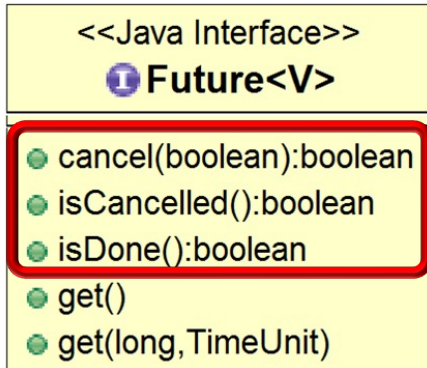 <<Java Interface>>
I Future<V>
cancel(boolean):boolean
isCancelled():boolean
isDone():boolean
get()
get(long,TimeUnit)